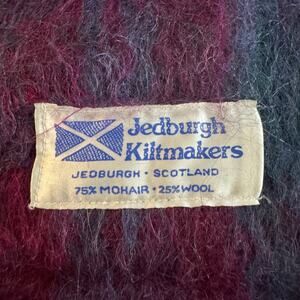 Jedburgh
Kiltmakers
JEDBURGH • SCOTLAND
75% MOHAIR • 25% WOOL